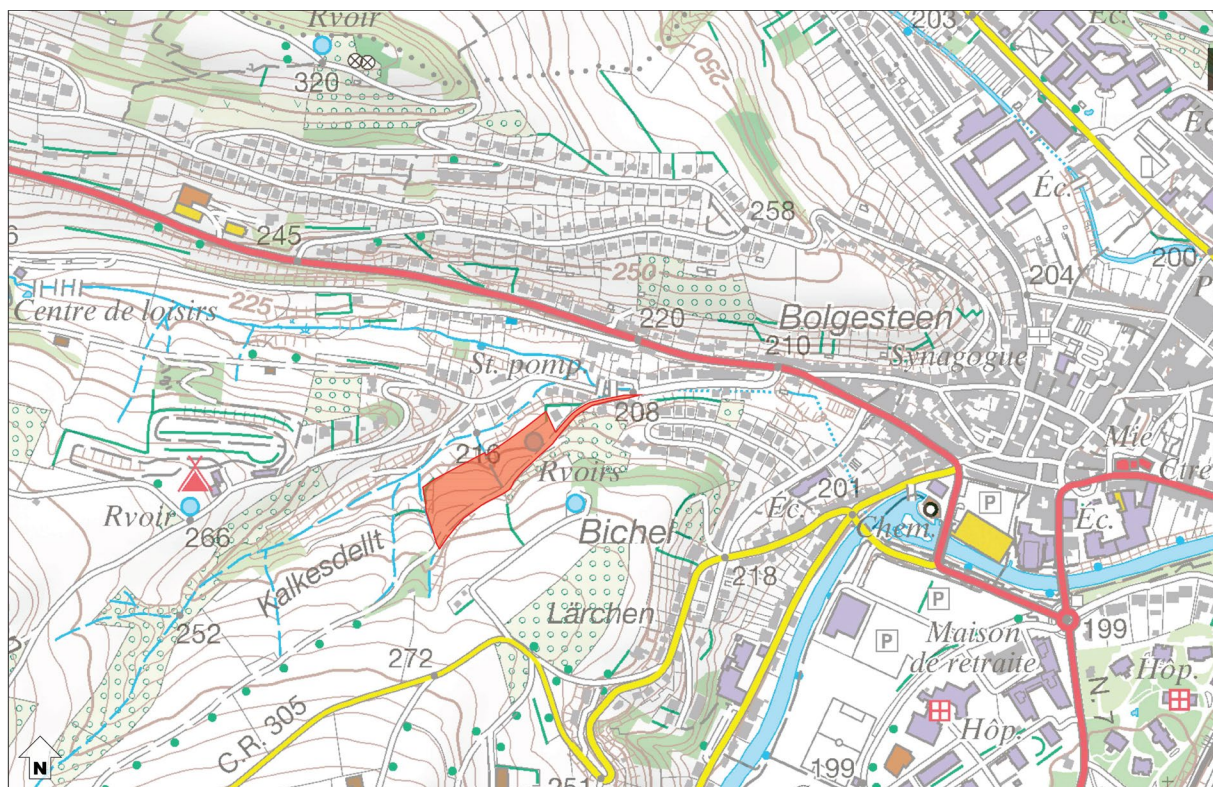 Rvoir
203
Éc.
320
250
Éc.
258
Éc.
245
250
204
200
225
Centre de loisirs
220
Bolgesteen
210
Synagogue
St. pomp.
208
216
Mie
Ctre
Rvoirs
201
P
Éc.
Éc.
Rvoir
Bichel
Chem.
266
Kalkesdellt
218
P
252
Lärchen
P
199
Maison
de retraite
272
Hôp.
N.7
C.R. 305
Hôp.
251
199
N